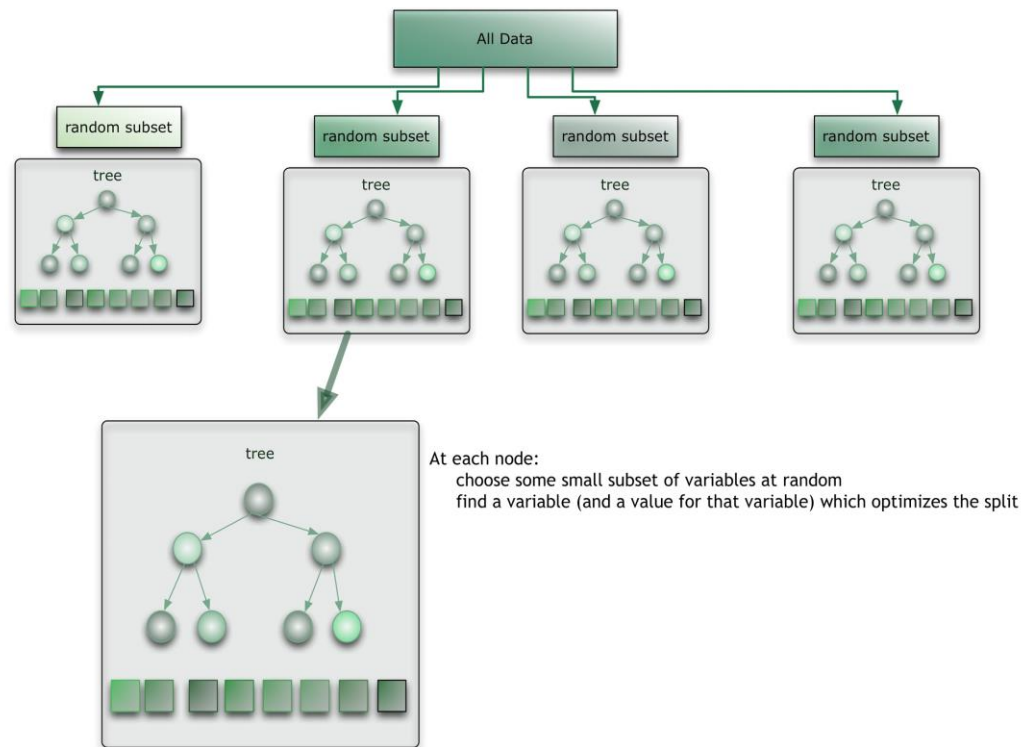 All Data
random subset
random subset
random subset
random subset
tree
tree
tree
tree
tree
At each node:
choose some small subset of variables at random
find a variable (and a value for that variable) which optimizes the split